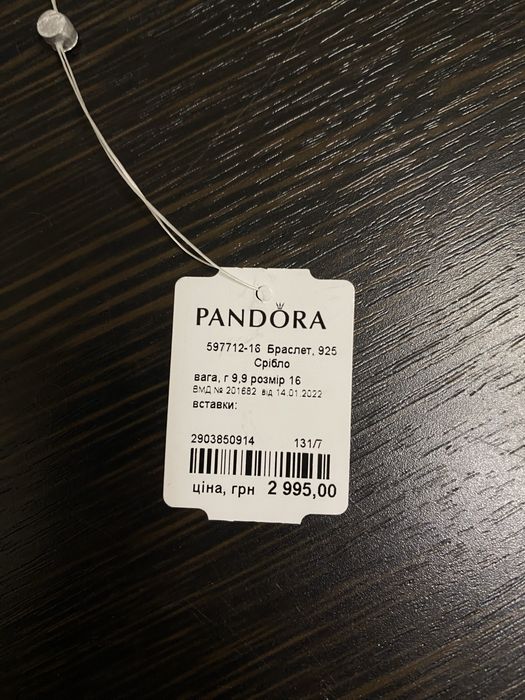 PANDORA
597712-16 Браслет, 925
Срібло
вага, г 9,9 розмір 16
ВМД № 201682 від 14.01.2022
вставки:
2903850914 131/7
ціна, грн 2 995,00